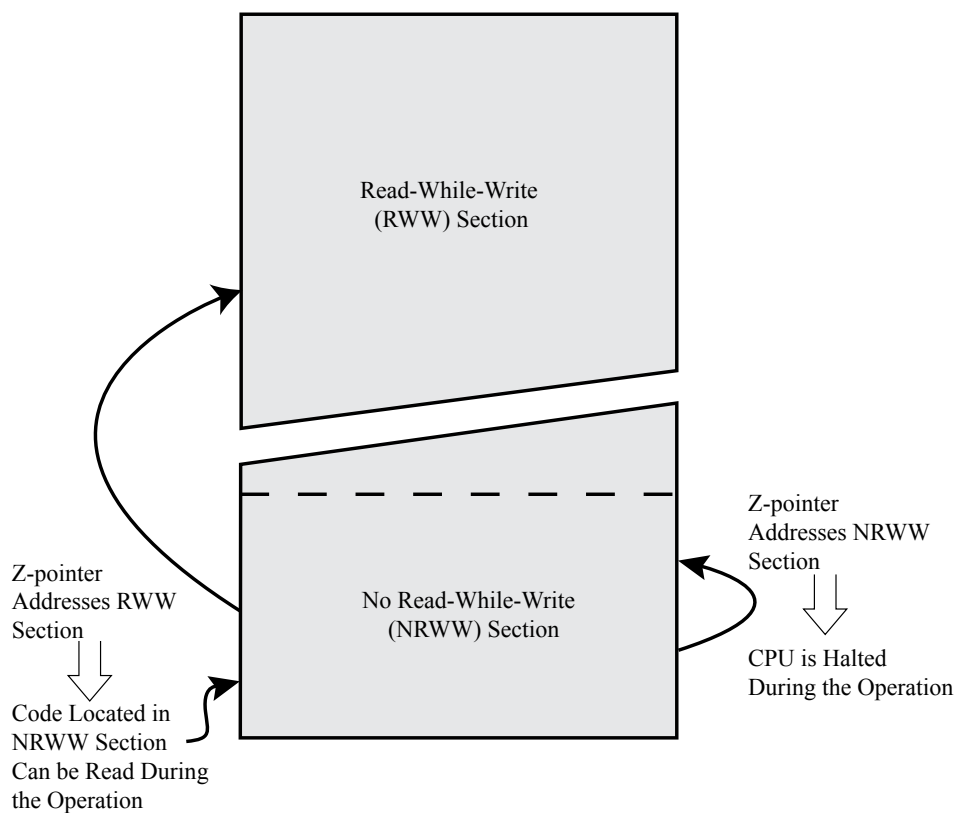 Read-While-Write
(RWW) Section
Z-pointer
Addresses NRWW
Section
Z-pointer
Addresses RWW
Section
No Read-While-Write
(NRWW) Section
CPU is Halted
During the Operation
Code Located in
NRWW Section
Can be Read During
the Operation